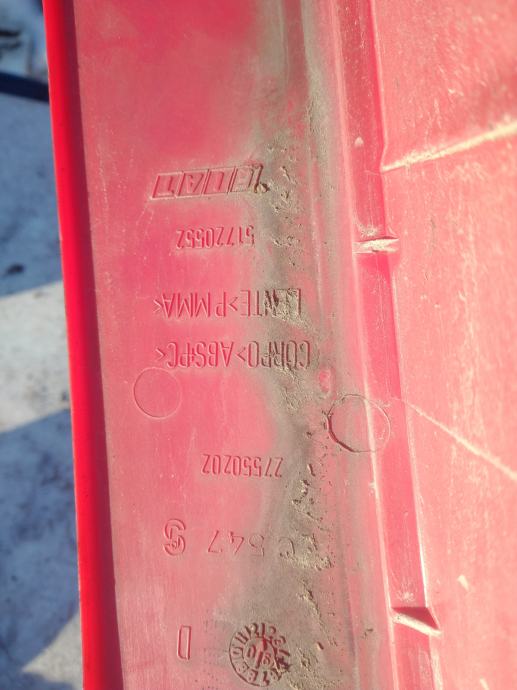 FIAT
51720552
LENTE>PMMA<
CORPO>ABS+PC<
27550202
C 547
D